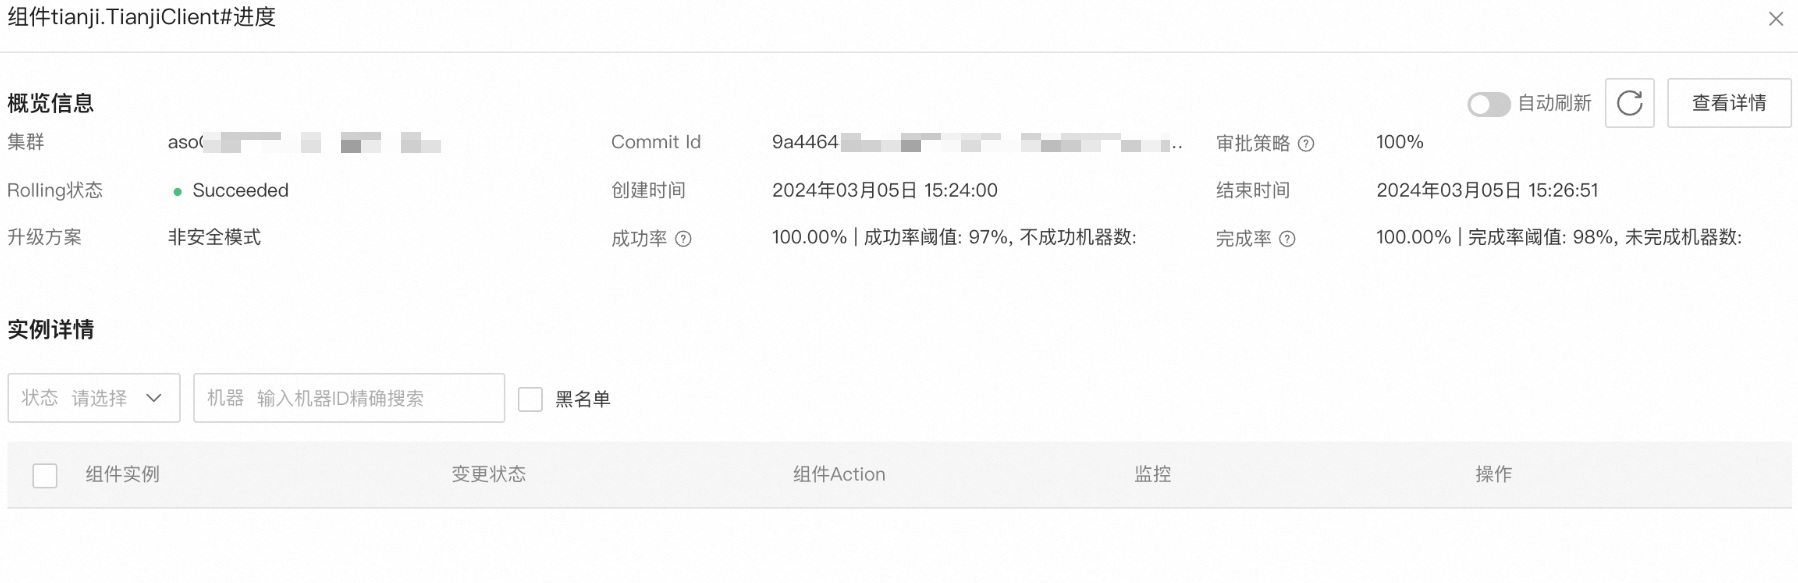 组件tianji.TianjiClient#进度
概览信息 自动刷新 查看详情
集群 Commit Id 9a4464 审批策略 100%
Rolling状态 Succeeded 创建时间 2024年03月05日 15:24:00 结束时间 2024年03月05日 15:26:51
升级方案 非安全模式 成功率 100.00% | 成功率阈值: 97%, 不成功机器数: 完成率 100.00% | 完成率阈值: 98%, 未完成机器数:
实例详情
状态 请选择 机器 输入机器ID精确搜索 黑名单
组件实例 变更状态 组件Action 监控 操作